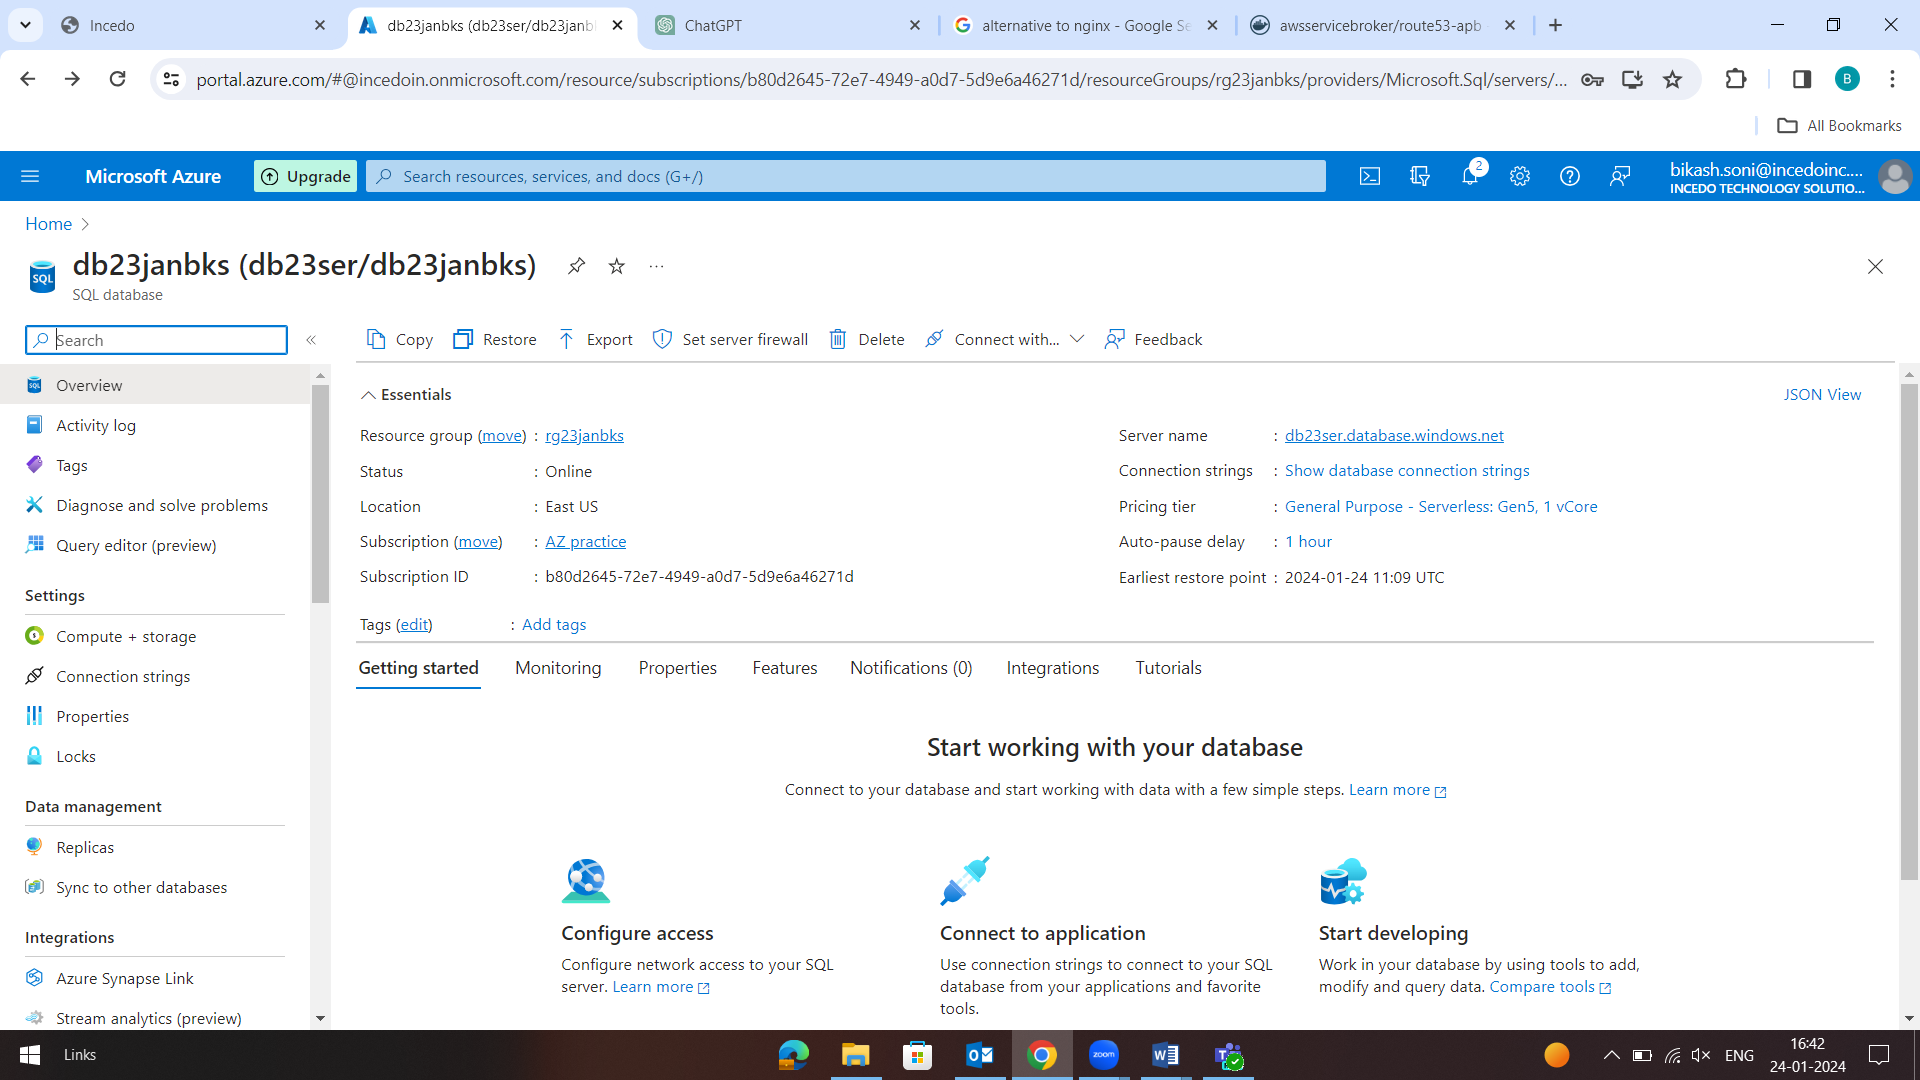 Incedo
db23janbks (db23ser/db23janb
ChatGPT
alternative to nginx - Google Se
awsservicebroker/route53-apb
portal.azure.com/#@incedoin.onmicrosoft.com/resource/subscriptions/b80d2645-72e7-4949-a0d7-5d9e6a46271d/resourceGroups/rg23janbks/providers/Microsoft.Sql/servers/...
B
All Bookmarks
Microsoft Azure
Upgrade
Search resources, services, and docs (G+/)
2
bikash.soni@incedoinc....
INCEDO TECHNOLOGY SOLUTIO...
Home
SQL
db23janbks (db23ser/db23janbks)
SQL database
Search
Copy
Restore
Export
Set server firewall
Delete
Connect with...
Feedback
Overview
Activity log
Tags
Diagnose and solve problems
Query editor (preview)
Settings
Compute + storage
Connection strings
Properties
Locks
Data management
Replicas
Sync to other databases
Integrations
Azure Synapse Link
Stream analytics (preview)
Essentials
JSON View
Resource group (move) : rg23janbks
Status : Online
Location : East US
Subscription (move) : AZ practice
Subscription ID : b80d2645-72e7-4949-a0d7-5d9e6a46271d
Server name : db23ser.database.windows.net
Connection strings : Show database connection strings
Pricing tier : General Purpose - Serverless: Gen5, 1 vCore
Auto-pause delay : 1 hour
Earliest restore point : 2024-01-24 11:09 UTC
Tags (edit) : Add tags
Getting started
Monitoring
Properties
Features
Notifications (0)
Integrations
Tutorials
Start working with your database
Connect to your database and start working with data with a few simple steps. Learn more
Configure access
Configure network access to your SQL
server. Learn more
Connect to application
Use connection strings to connect to your SQL
database from your applications and favorite
tools.
Start developing
Work in your database by using tools to add,
modify and query data. Compare tools
Links
zoom
ENG
16:42
24-01-2024